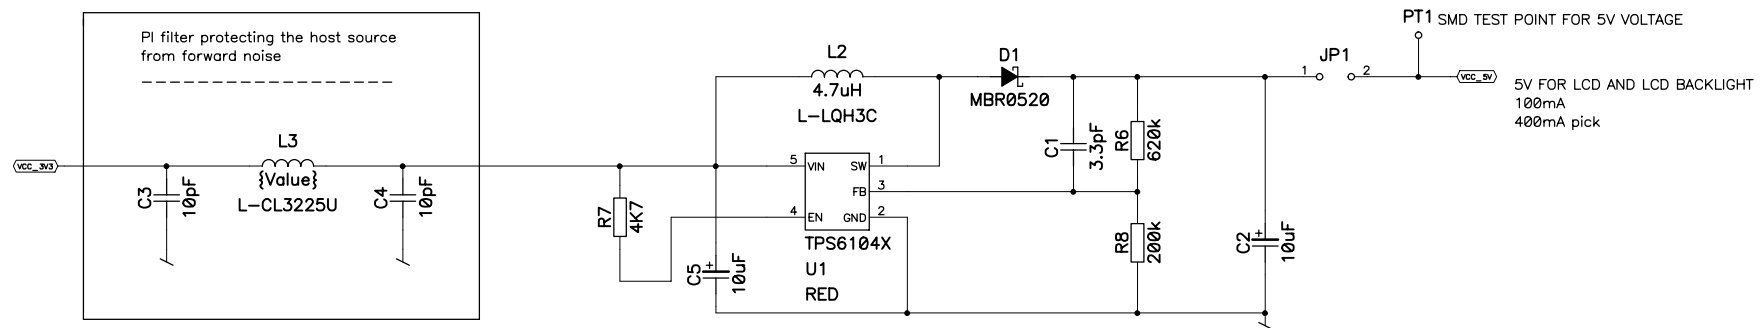 PI filter protecting the host source
from forward noise
VCC_3V3
C3
10pF
L3
{Value}
L-CL3225U
C4
10pF
R7
4K7
C5
10uF
L2
4.7uH
L-LQH3C
5 VIN SW 1
FB 3
4 EN GND 2
TPS6104X
U1
RED
D1
MBR0520
C1
3.3pF
R6
620k
R8
200k
C2
10uF
JP1
1 2
PT1 SMD TEST POINT FOR 5V VOLTAGE
VCC_5V
5V FOR LCD AND LCD BACKLIGHT
100mA
400mA pick